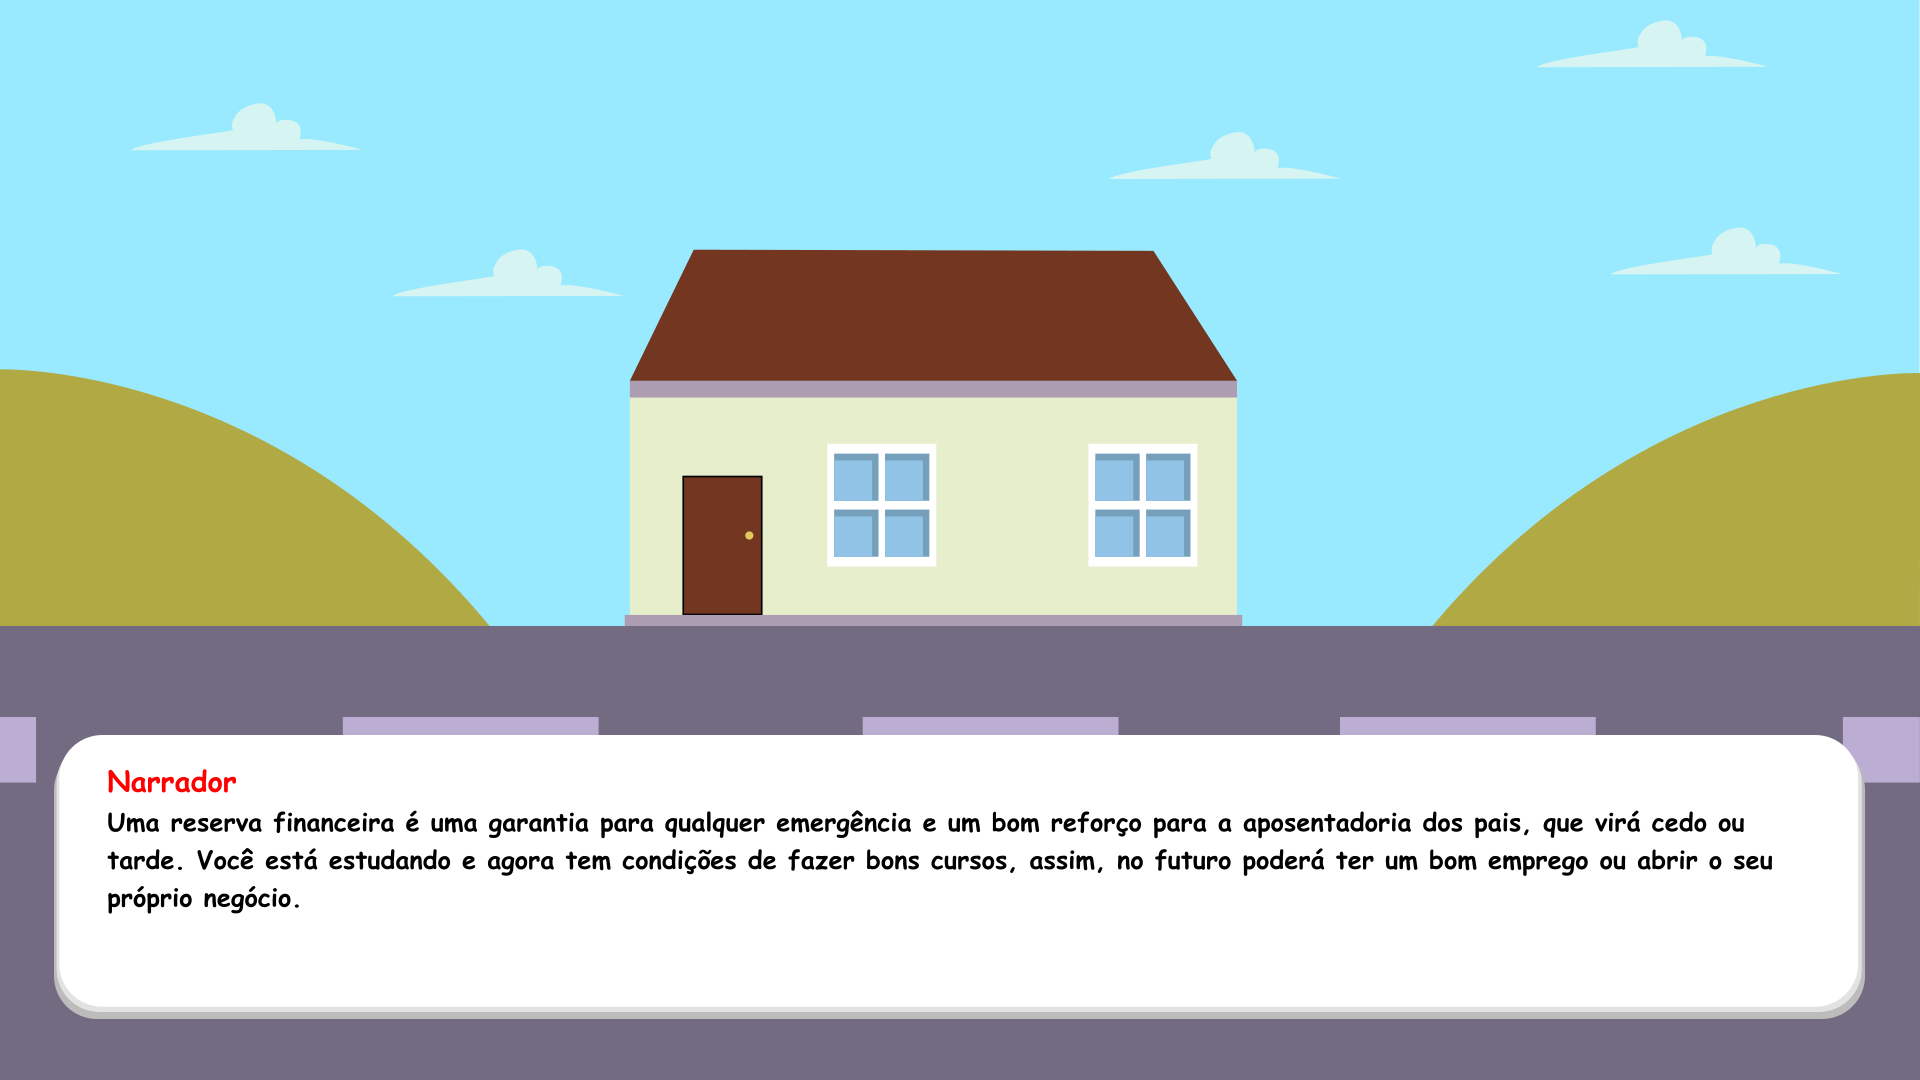 Narrador
Uma reserva financeira é uma garantia para qualquer emergência e um bom reforço para a aposentadoria dos pais, que virá cedo ou
tarde. Você está estudando e agora tem condições de fazer bons cursos, assim, no futuro poderá ter um bom emprego ou abrir o seu
próprio negócio.